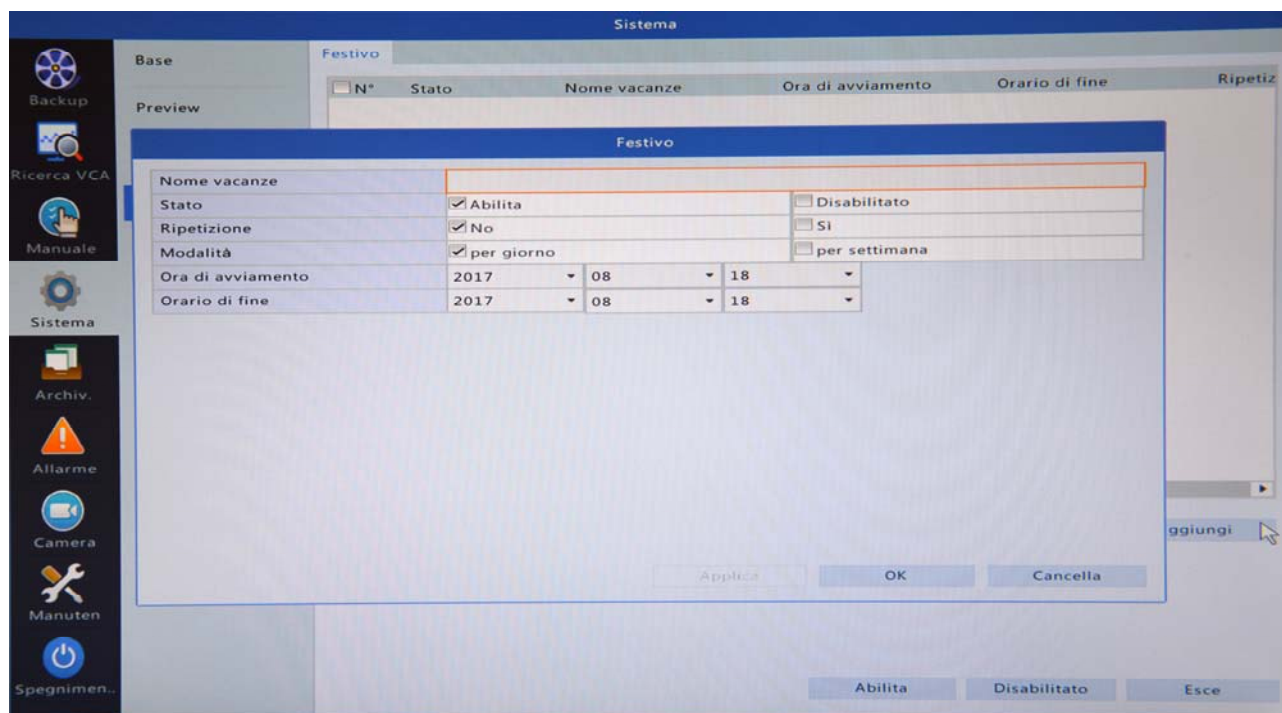 Sistema
Backup
Ricerca VCA
Manuale
Sistema
Archiv.
Allarme
Camera
Manuten
Spegnimen..
Base
Preview
Festivo
N° Stato Nome vacanze Ora di avviamento Orario di fine Ripetiz
Festivo
Nome vacanze
Stato Abilita Disabilitato
Ripetizione No Sì
Modalità per giorno per settimana
Ora di avviamento 2017 08 18
Orario di fine 2017 08 18
ggiungi
Applica OK Cancella
Abilita Disabilitato Esce